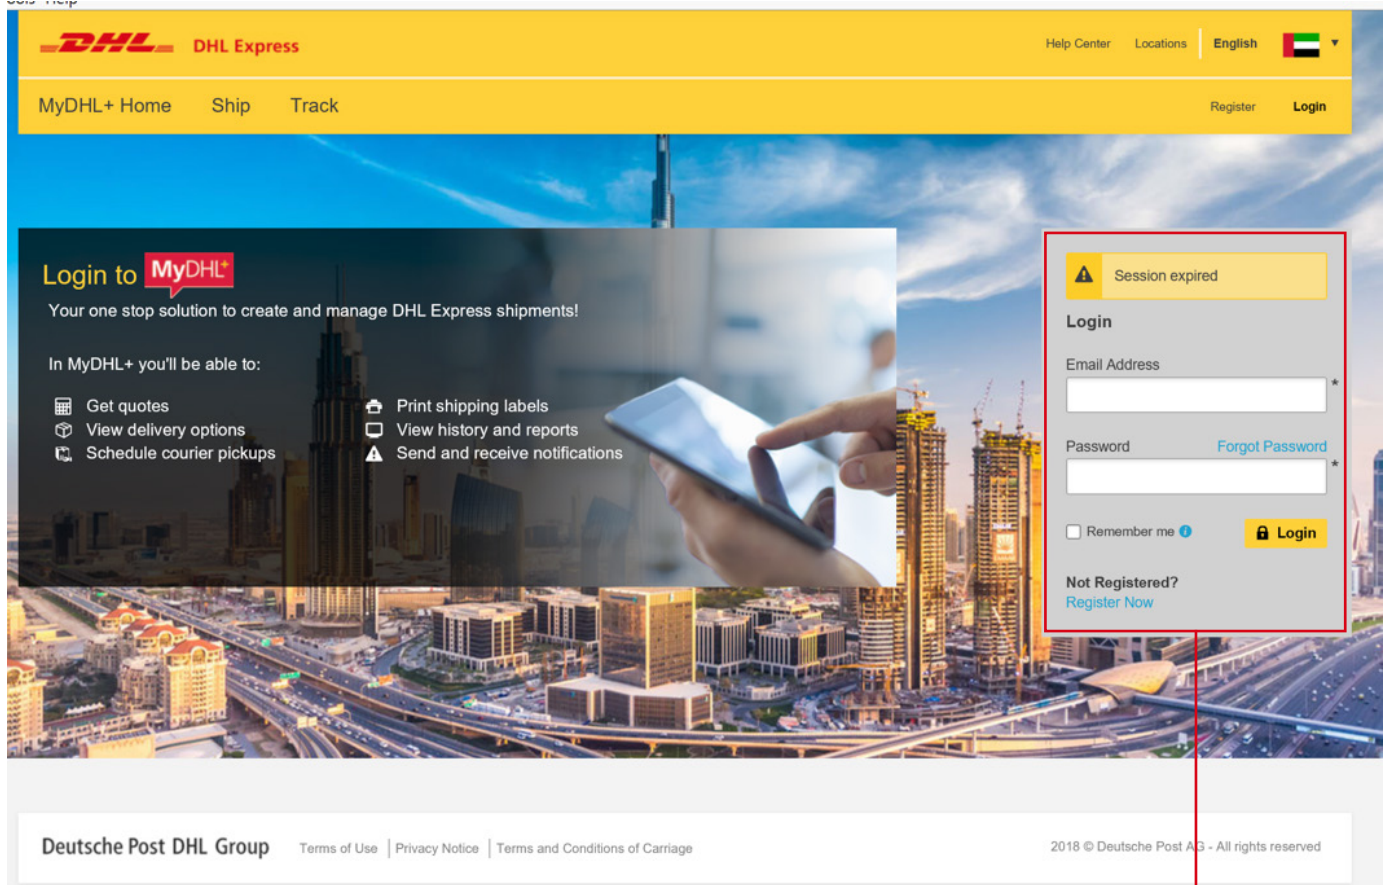 DHL DHL Express
Help Center Locations English
MyDHL+ Home Ship Track
Register Login
Login to MyDHL+
Your one stop solution to create and manage DHL Express shipments!
In MyDHL+ you'll be able to:
Get quotes
View delivery options
Schedule courier pickups
Print shipping labels
View history and reports
Send and receive notifications
Session expired
Login
Email Address
*
Password Forgot Password
*
Remember me
Login
Not Registered?
Register Now
Deutsche Post DHL Group Terms of Use | Privacy Notice | Terms and Conditions of Carriage
2018 © Deutsche Post AG - All rights reserved